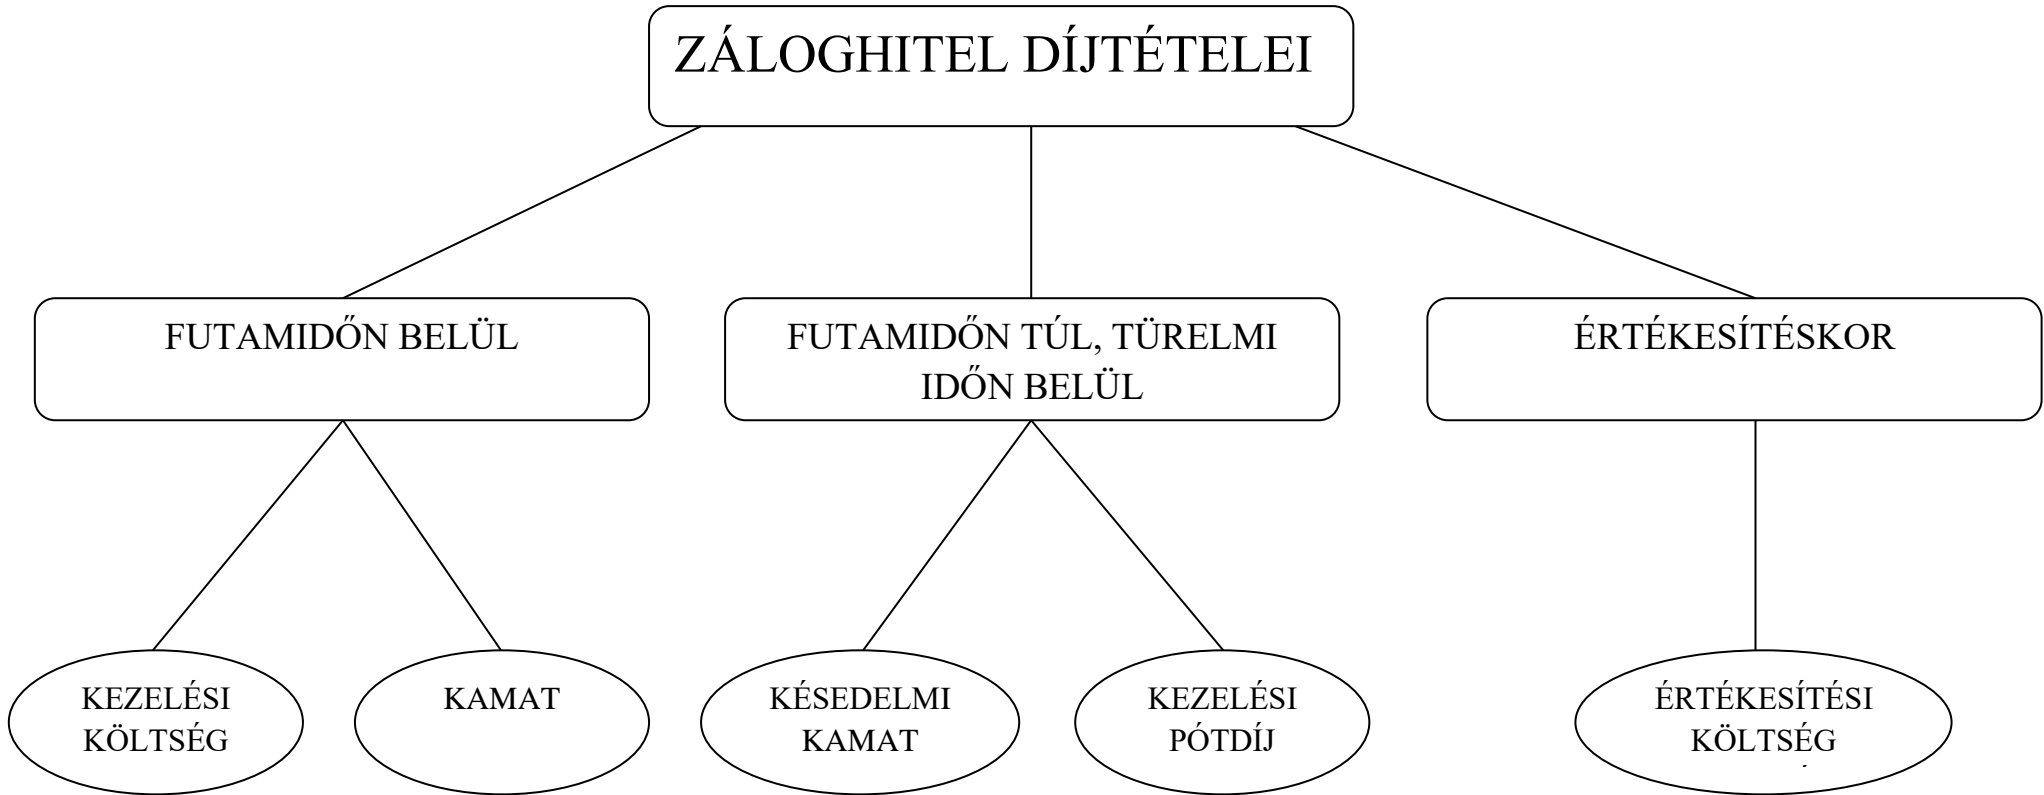 ZÁLOGHITEL DÍJTÉTELEI
FUTAMIDŐN BELÜL
FUTAMIDŐN TÚL, TÜRELMI
IDŐN BELÜL
ÉRTÉKESÍTÉSKOR
KEZELÉSI
KÖLTSÉG
KAMAT
KÉSEDELMI
KAMAT
KEZELÉSI
PÓTDÍJ
ÉRTÉKESÍTÉSI
KÖLTSÉG